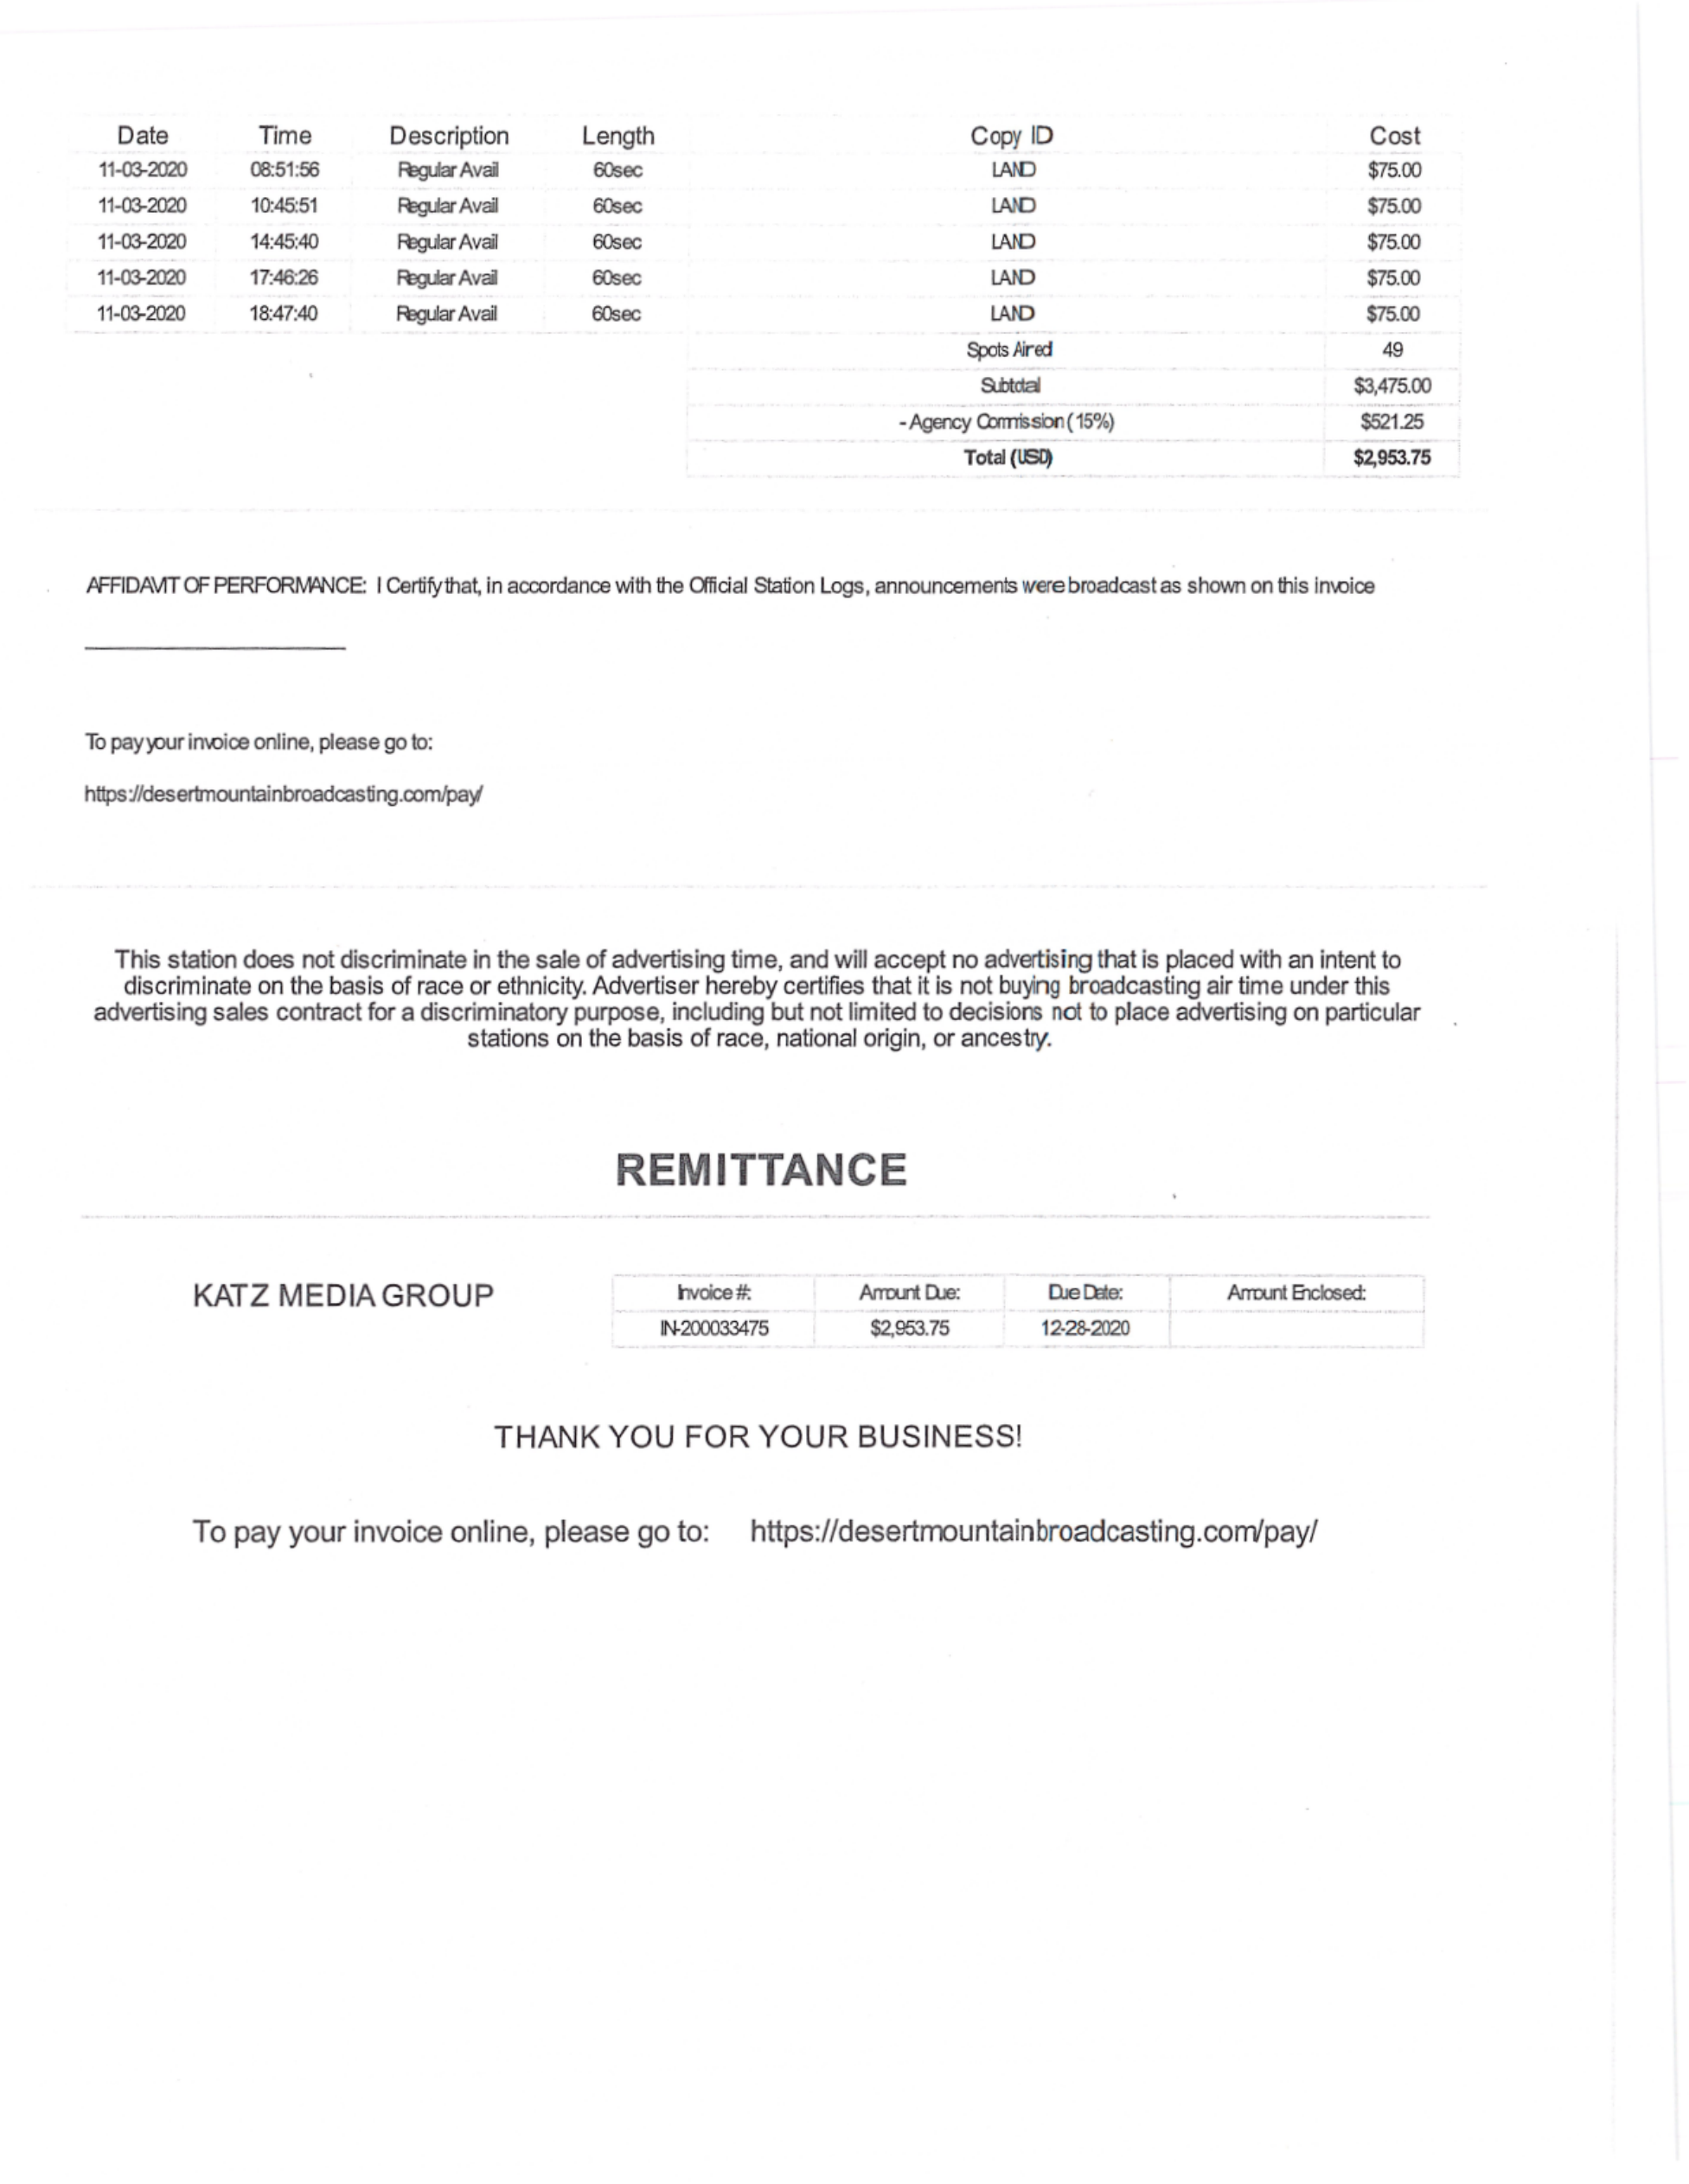 Date Time Description Length Copy ID Cost
11-03-2020 08:51:56 Regular Avail 60sec LAND $75.00
11-03-2020 10:45:51 Regular Avail 60sec LAND $75.00
11-03-2020 14:45:40 Regular Avail 60sec LAND $75.00
11-03-2020 17:46:26 Regular Avail 60sec LAND $75.00
11-03-2020 18:47:40 Regular Avail 60sec LAND $75.00
Spots Aired 49
Subtotal $3,475.00
- Agency Commission (15%) $521.25
Total (USD) $2,953.75
AFFIDAVIT OF PERFORMANCE: I Certify that, in accordance with the Official Station Logs, announcements were broadcast as shown on this invoice
To pay your invoice online, please go to:
https://desertmountainbroadcasting.com/pay/
This station does not discriminate in the sale of advertising time, and will accept no advertising that is placed with an intent to
discriminate on the basis of race or ethnicity. Advertiser hereby certifies that it is not buying broadcasting air time under this
advertising sales contract for a discriminatory purpose, including but not limited to decisions not to place advertising on particular
stations on the basis of race, national origin, or ancestry.
REMITTANCE
KATZ MEDIA GROUP
Invoice #: Amount Due: Due Date: Amount Enclosed:
IN-200033475 $2,953.75 12-28-2020
THANK YOU FOR YOUR BUSINESS!
To pay your invoice online, please go to: https://desertmountainbroadcasting.com/pay/